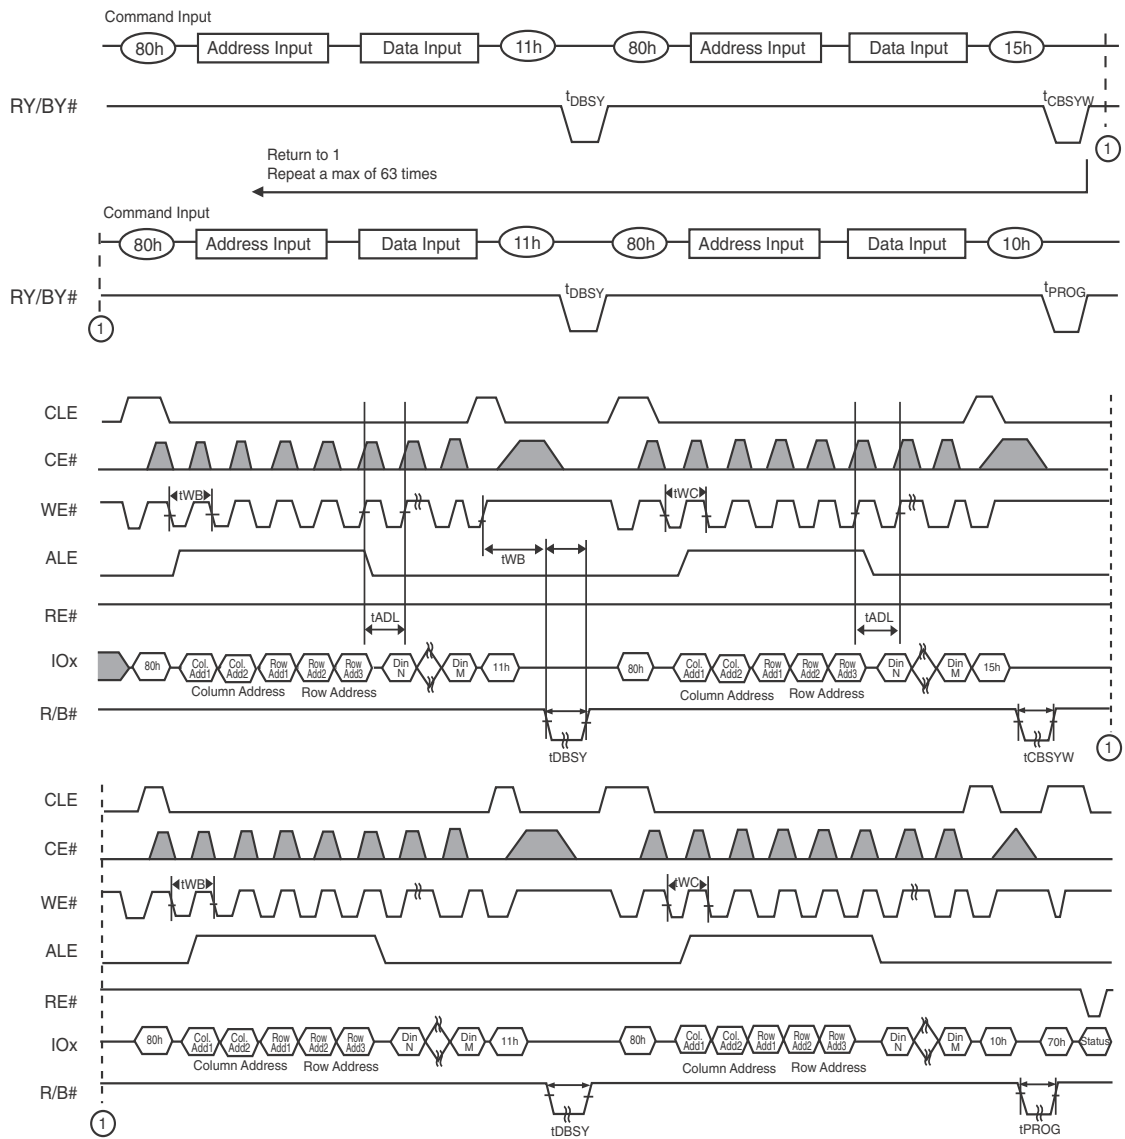 Command Input
80h Address Input Data Input 11h 80h Address Input Data Input 15h
RY/BY# tDBSY tCBSYW
1
Return to 1
Repeat a max of 63 times
Command Input
80h Address Input Data Input 11h 80h Address Input Data Input 10h
RY/BY# tDBSY tPROG
1
CLE
CE#
WE# tWB tWC
ALE tWB
RE# tADL tADL
IOx 80h Col. Add1 Col. Add2 Row Add1 Row Add2 Row Add3 Din N Din M 11h 80h Col. Add1 Col. Add2 Row Add1 Row Add2 Row Add3 Din N Din M 15h
Column Address Row Address Column Address Row Address
R/B#
tDBSY tCBSYW 1
CLE
CE#
WE# tWB tWC
ALE
RE#
IOx 80h Col. Add1 Col. Add2 Row Add1 Row Add2 Row Add3 Din N Din M 11h 80h Col. Add1 Col. Add2 Row Add1 Row Add2 Row Add3 Din N Din M 10h 70h Status
Column Address Row Address Column Address Row Address
R/B#
1 tDBSY tPROG